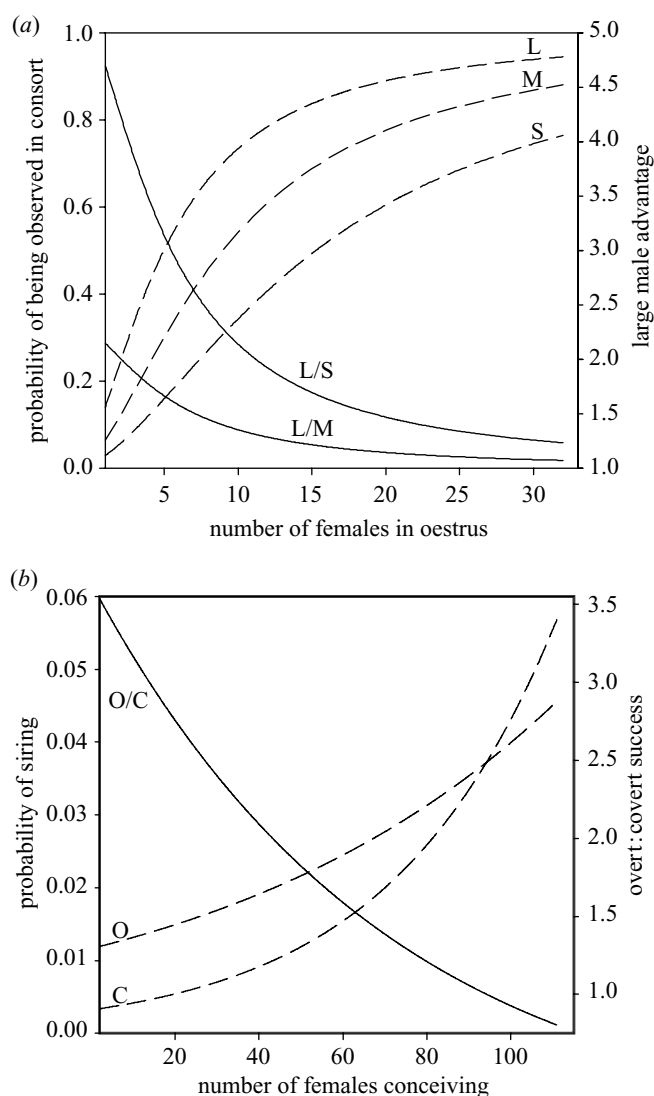 (a)
1.0
0.8
0.6
0.4
0.2
0.0
probability of being observed in consort
L
M
S
L/S
L/M
5.0
4.5
4.0
3.5
3.0
2.5
2.0
1.5
1.0
large male advantage
5 10 15 20 25 30
number of females in oestrus
(b)
0.06
0.05
0.04
0.03
0.02
0.01
0.00
probability of siring
O/C
O
C
3.5
3.0
2.5
2.0
1.5
1.0
overt:covert success
20 40 60 80 100
number of females conceiving